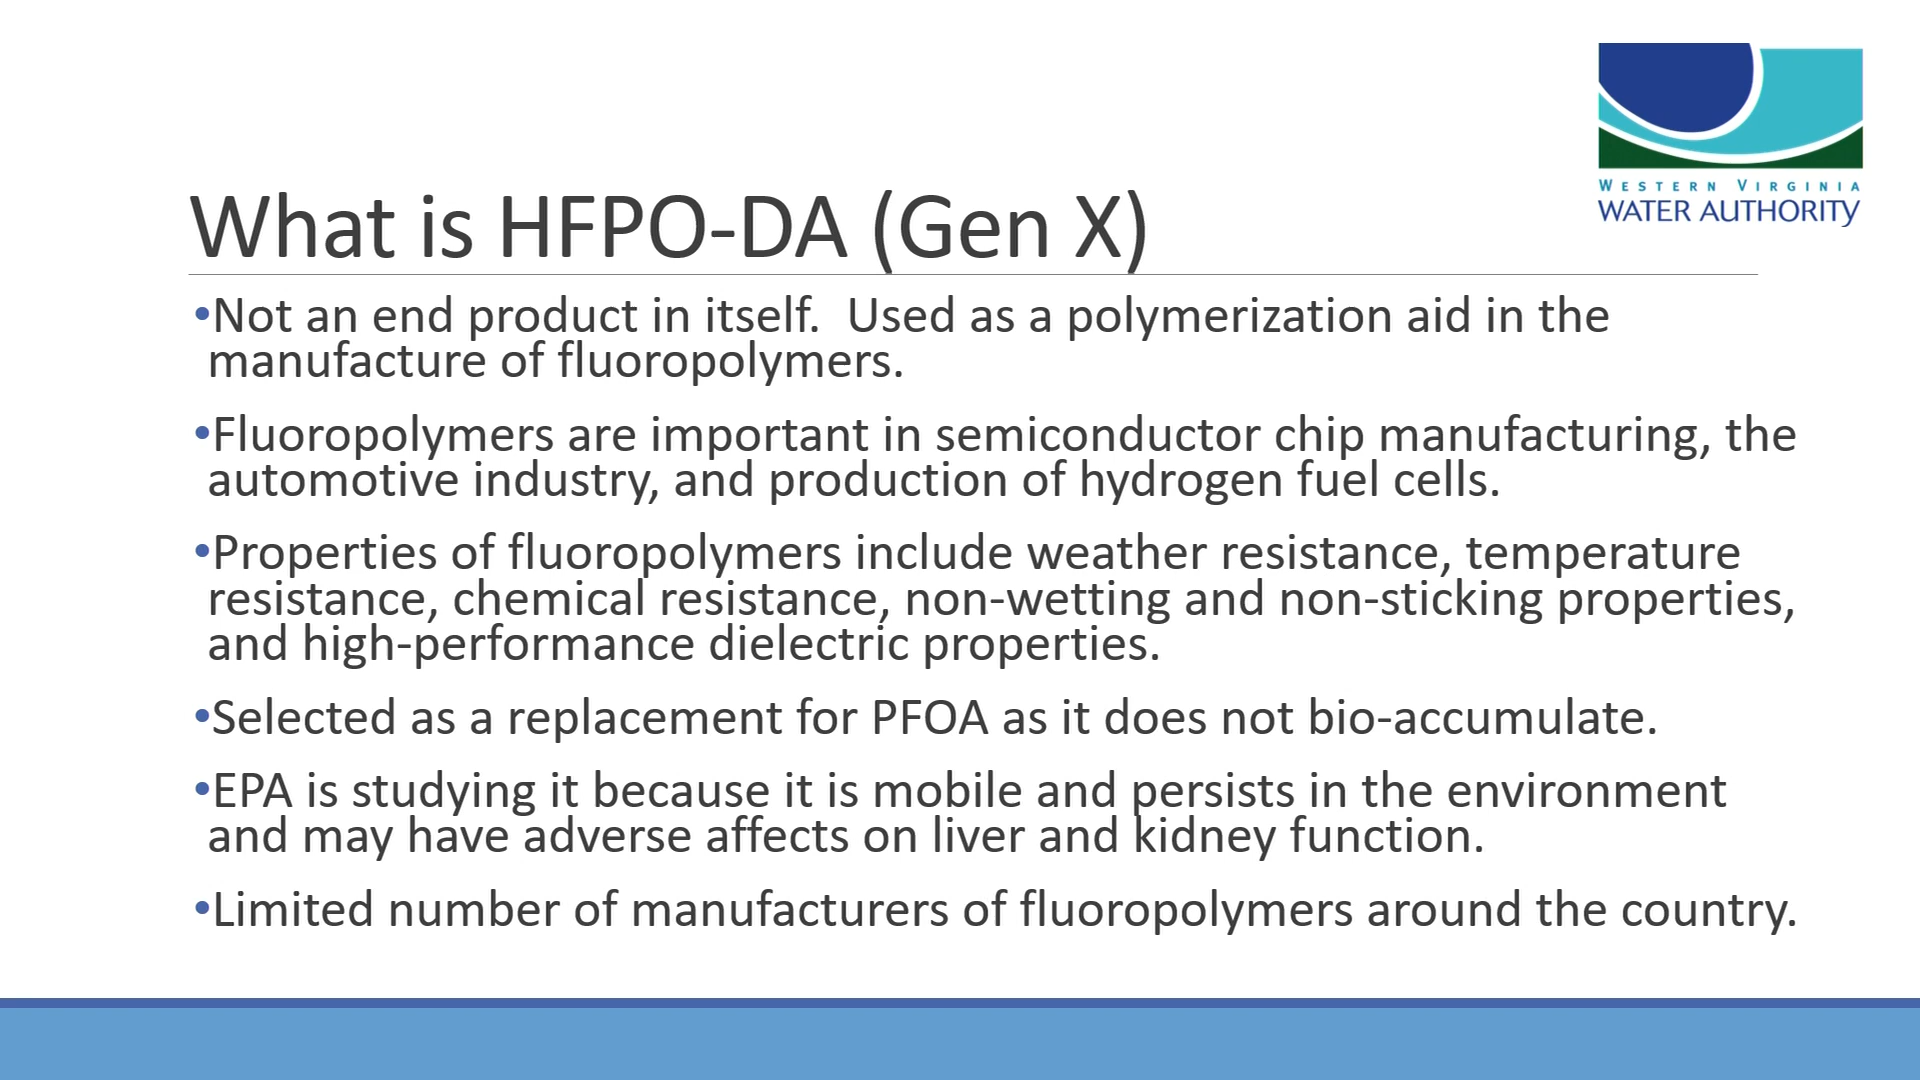 WESTERN VIRGINIA
WATER AUTHORITY
What is HFPO-DA (Gen X)
•Not an end product in itself.  Used as a polymerization aid in the
manufacture of fluoropolymers.
•Fluoropolymers are important in semiconductor chip manufacturing, the
automotive industry, and production of hydrogen fuel cells.
•Properties of fluoropolymers include weather resistance, temperature
resistance, chemical resistance, non-wetting and non-sticking properties,
and high-performance dielectric properties.
•Selected as a replacement for PFOA as it does not bio-accumulate.
•EPA is studying it because it is mobile and persists in the environment
and may have adverse affects on liver and kidney function.
•Limited number of manufacturers of fluoropolymers around the country.